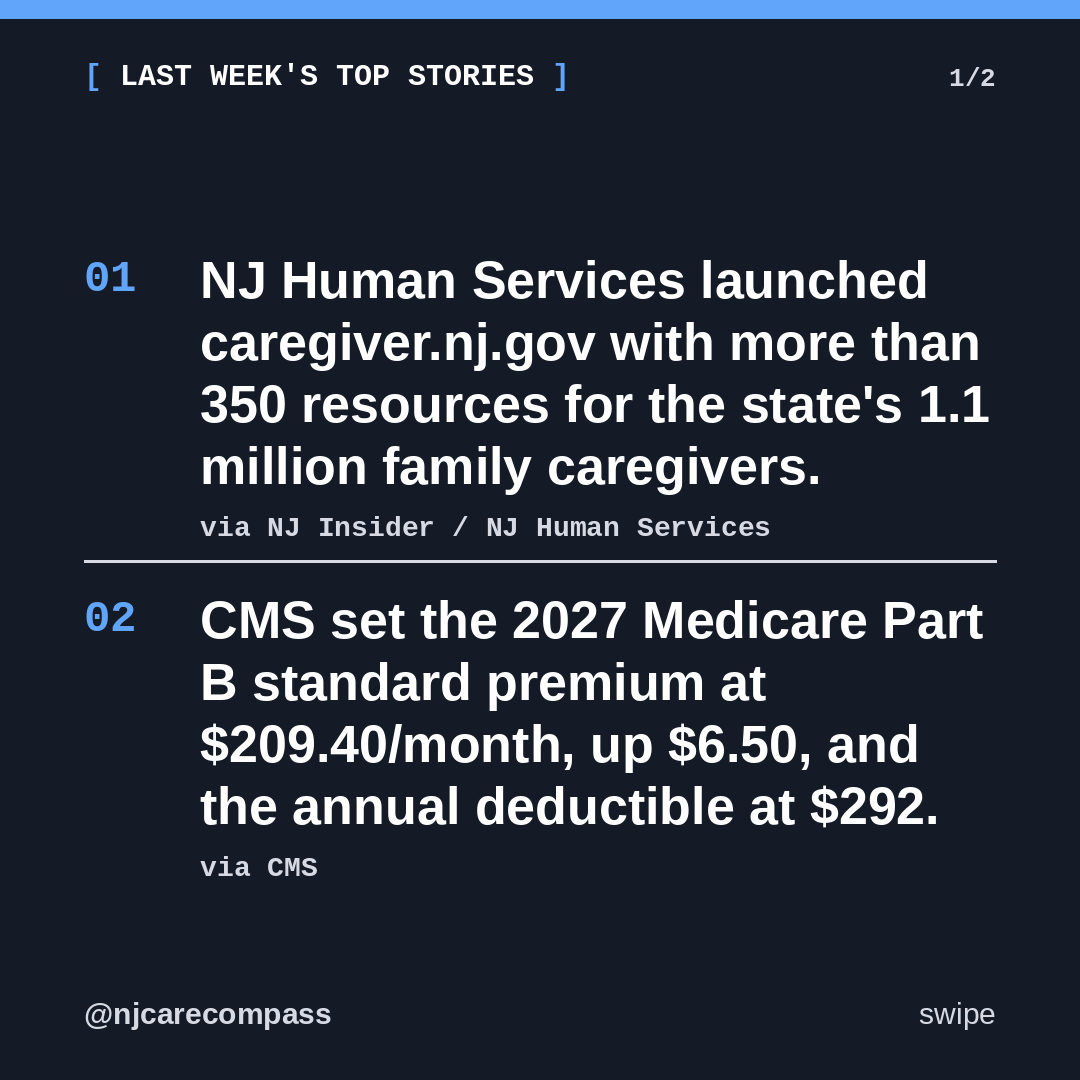 [ LAST WEEK'S TOP STORIES ]
1/2
01
NJ Human Services launched
caregiver.nj.gov with more than
350 resources for the state's 1.1
million family caregivers.
via NJ Insider / NJ Human Services
02
CMS set the 2027 Medicare Part
B standard premium at
$209.40/month, up $6.50, and
the annual deductible at $292.
via CMS
@njcarecompass
swipe